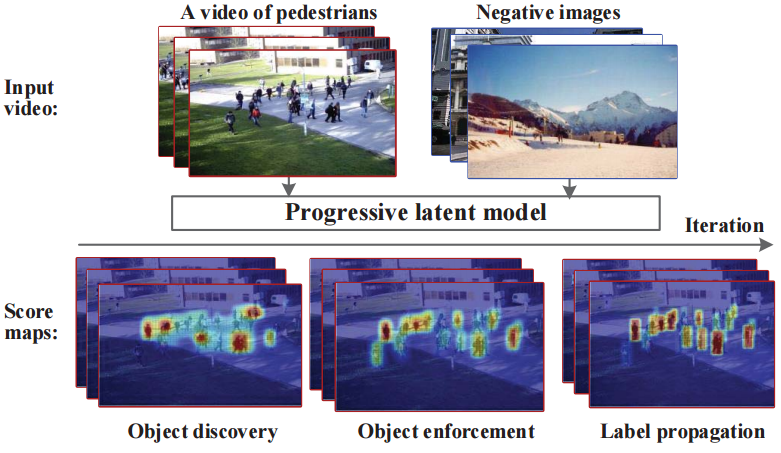 A video of pedestrians
Negative images
Input
video:
Progressive latent model
Iteration
Score
maps:
Object discovery
Object enforcement
Label propagation